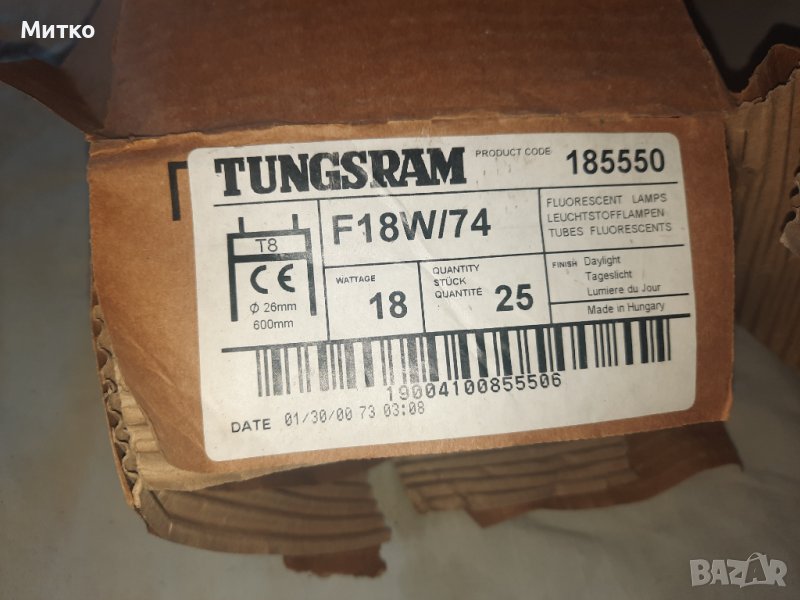 Митко
TUNGSRAM
PRODUCT CODE 185550
T8
CE
Φ 26mm
600mm
F18W/74
FLUORESCENT LAMPS
LEUCHTSTOFFLAMPEN
TUBES FLUORESCENTS
WATTAGE
18
QUANTITY
STÜCK
QUANTITÉ
25
FINISH Daylight
Tageslicht
Lumiere du Jour
Made in Hungary
19004100855506
DATE 01/30/00 73 03:08
BAZAR